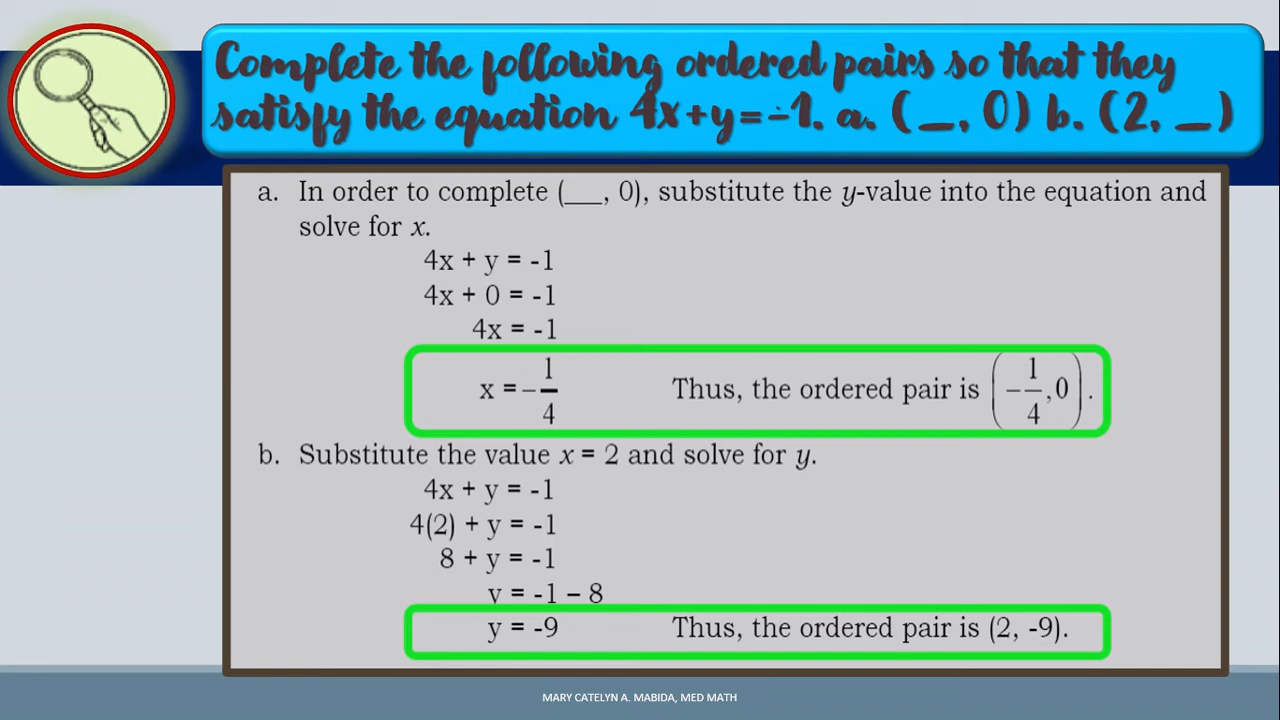 Complete the following ordered pairs so that they
satisfy the equation 4x+y=-1. a. (_, 0) b. (2, _)
a. In order to complete (__, 0), substitute the y-value into the equation and
solve for x.
4x + y = -1
4x + 0 = -1
4x = -1
x = -1/4 Thus, the ordered pair is (-1/4, 0).
b. Substitute the value x = 2 and solve for y.
4x + y = -1
4(2) + y = -1
8 + y = -1
y = -1 – 8
y = -9 Thus, the ordered pair is (2, -9).
MARY CATELYN A. MABIDA, MED MATH